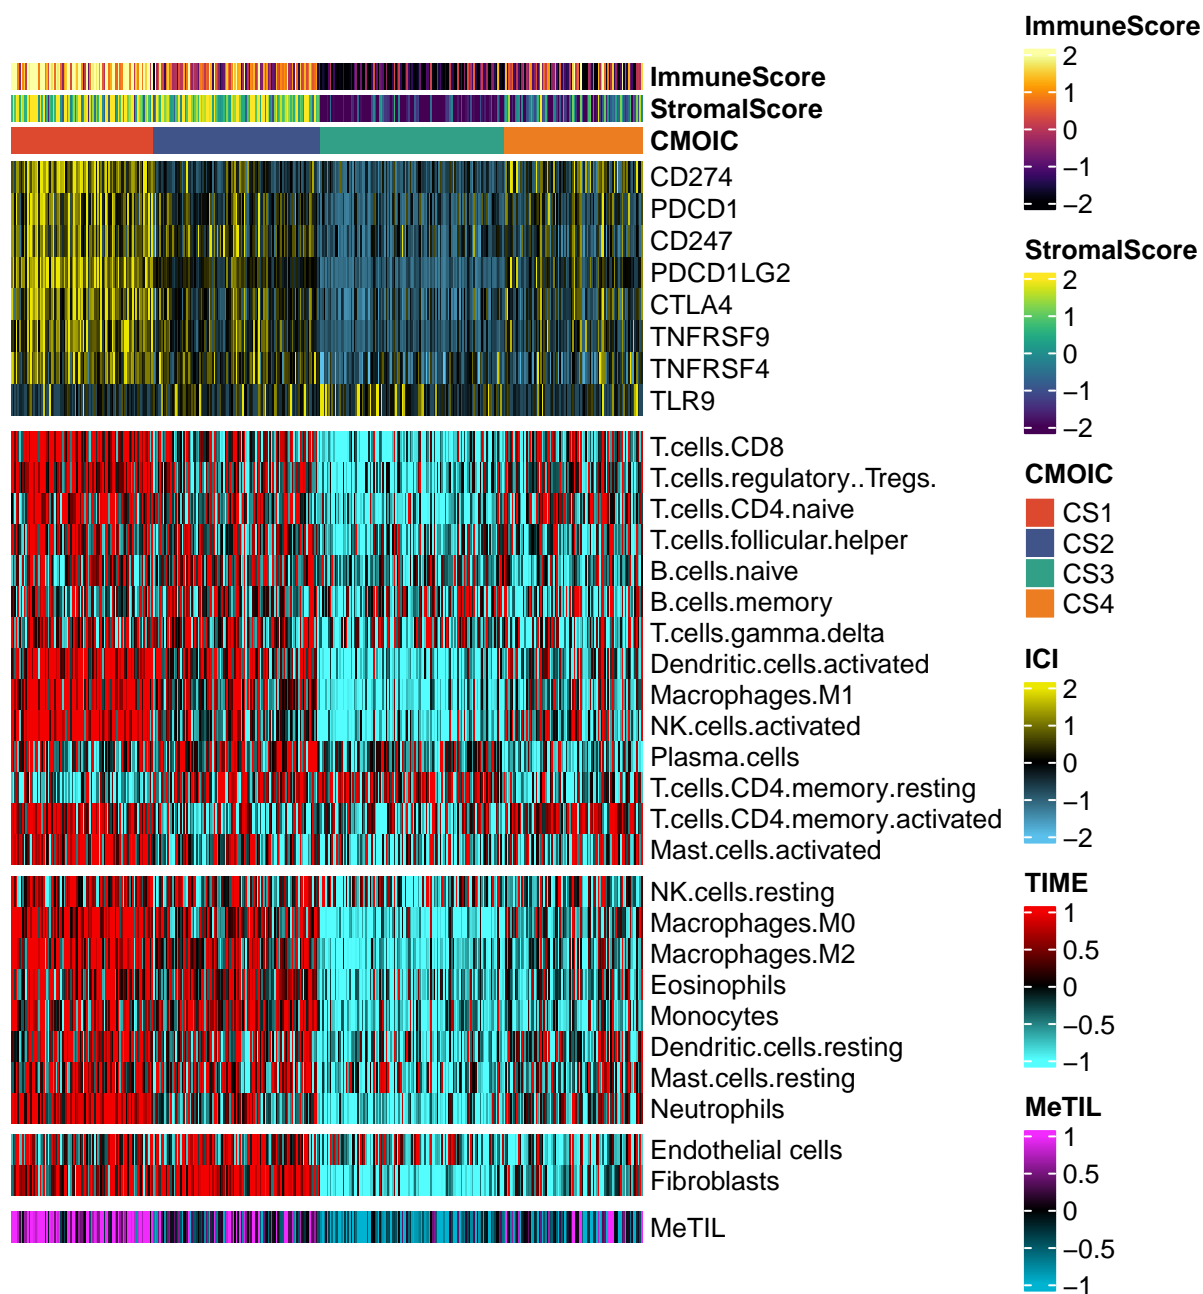 ImmuneScore
StromalScore
CMOIC
CD274
PDCD1
CD247
PDCD1LG2
CTLA4
TNFRSF9
TNFRSF4
TLR9
T.cells.CD8
T.cells.regulatory..Tregs.
T.cells.CD4.naive
T.cells.follicular.helper
B.cells.naive
B.cells.memory
T.cells.gamma.delta
Dendritic.cells.activated
Macrophages.M1
NK.cells.activated
Plasma.cells
T.cells.CD4.memory.resting
T.cells.CD4.memory.activated
Mast.cells.activated
NK.cells.resting
Macrophages.M0
Macrophages.M2
Eosinophils
Monocytes
Dendritic.cells.resting
Mast.cells.resting
Neutrophils
Endothelial cells
Fibroblasts
MeTIL
ImmuneScore
2
1
0
−1
−2
StromalScore
2
1
0
−1
−2
CMOIC
CS1
CS2
CS3
CS4
ICI
2
1
0
−1
−2
TIME
1
0.5
0
−0.5
−1
MeTIL
1
0.5
0
−0.5
−1